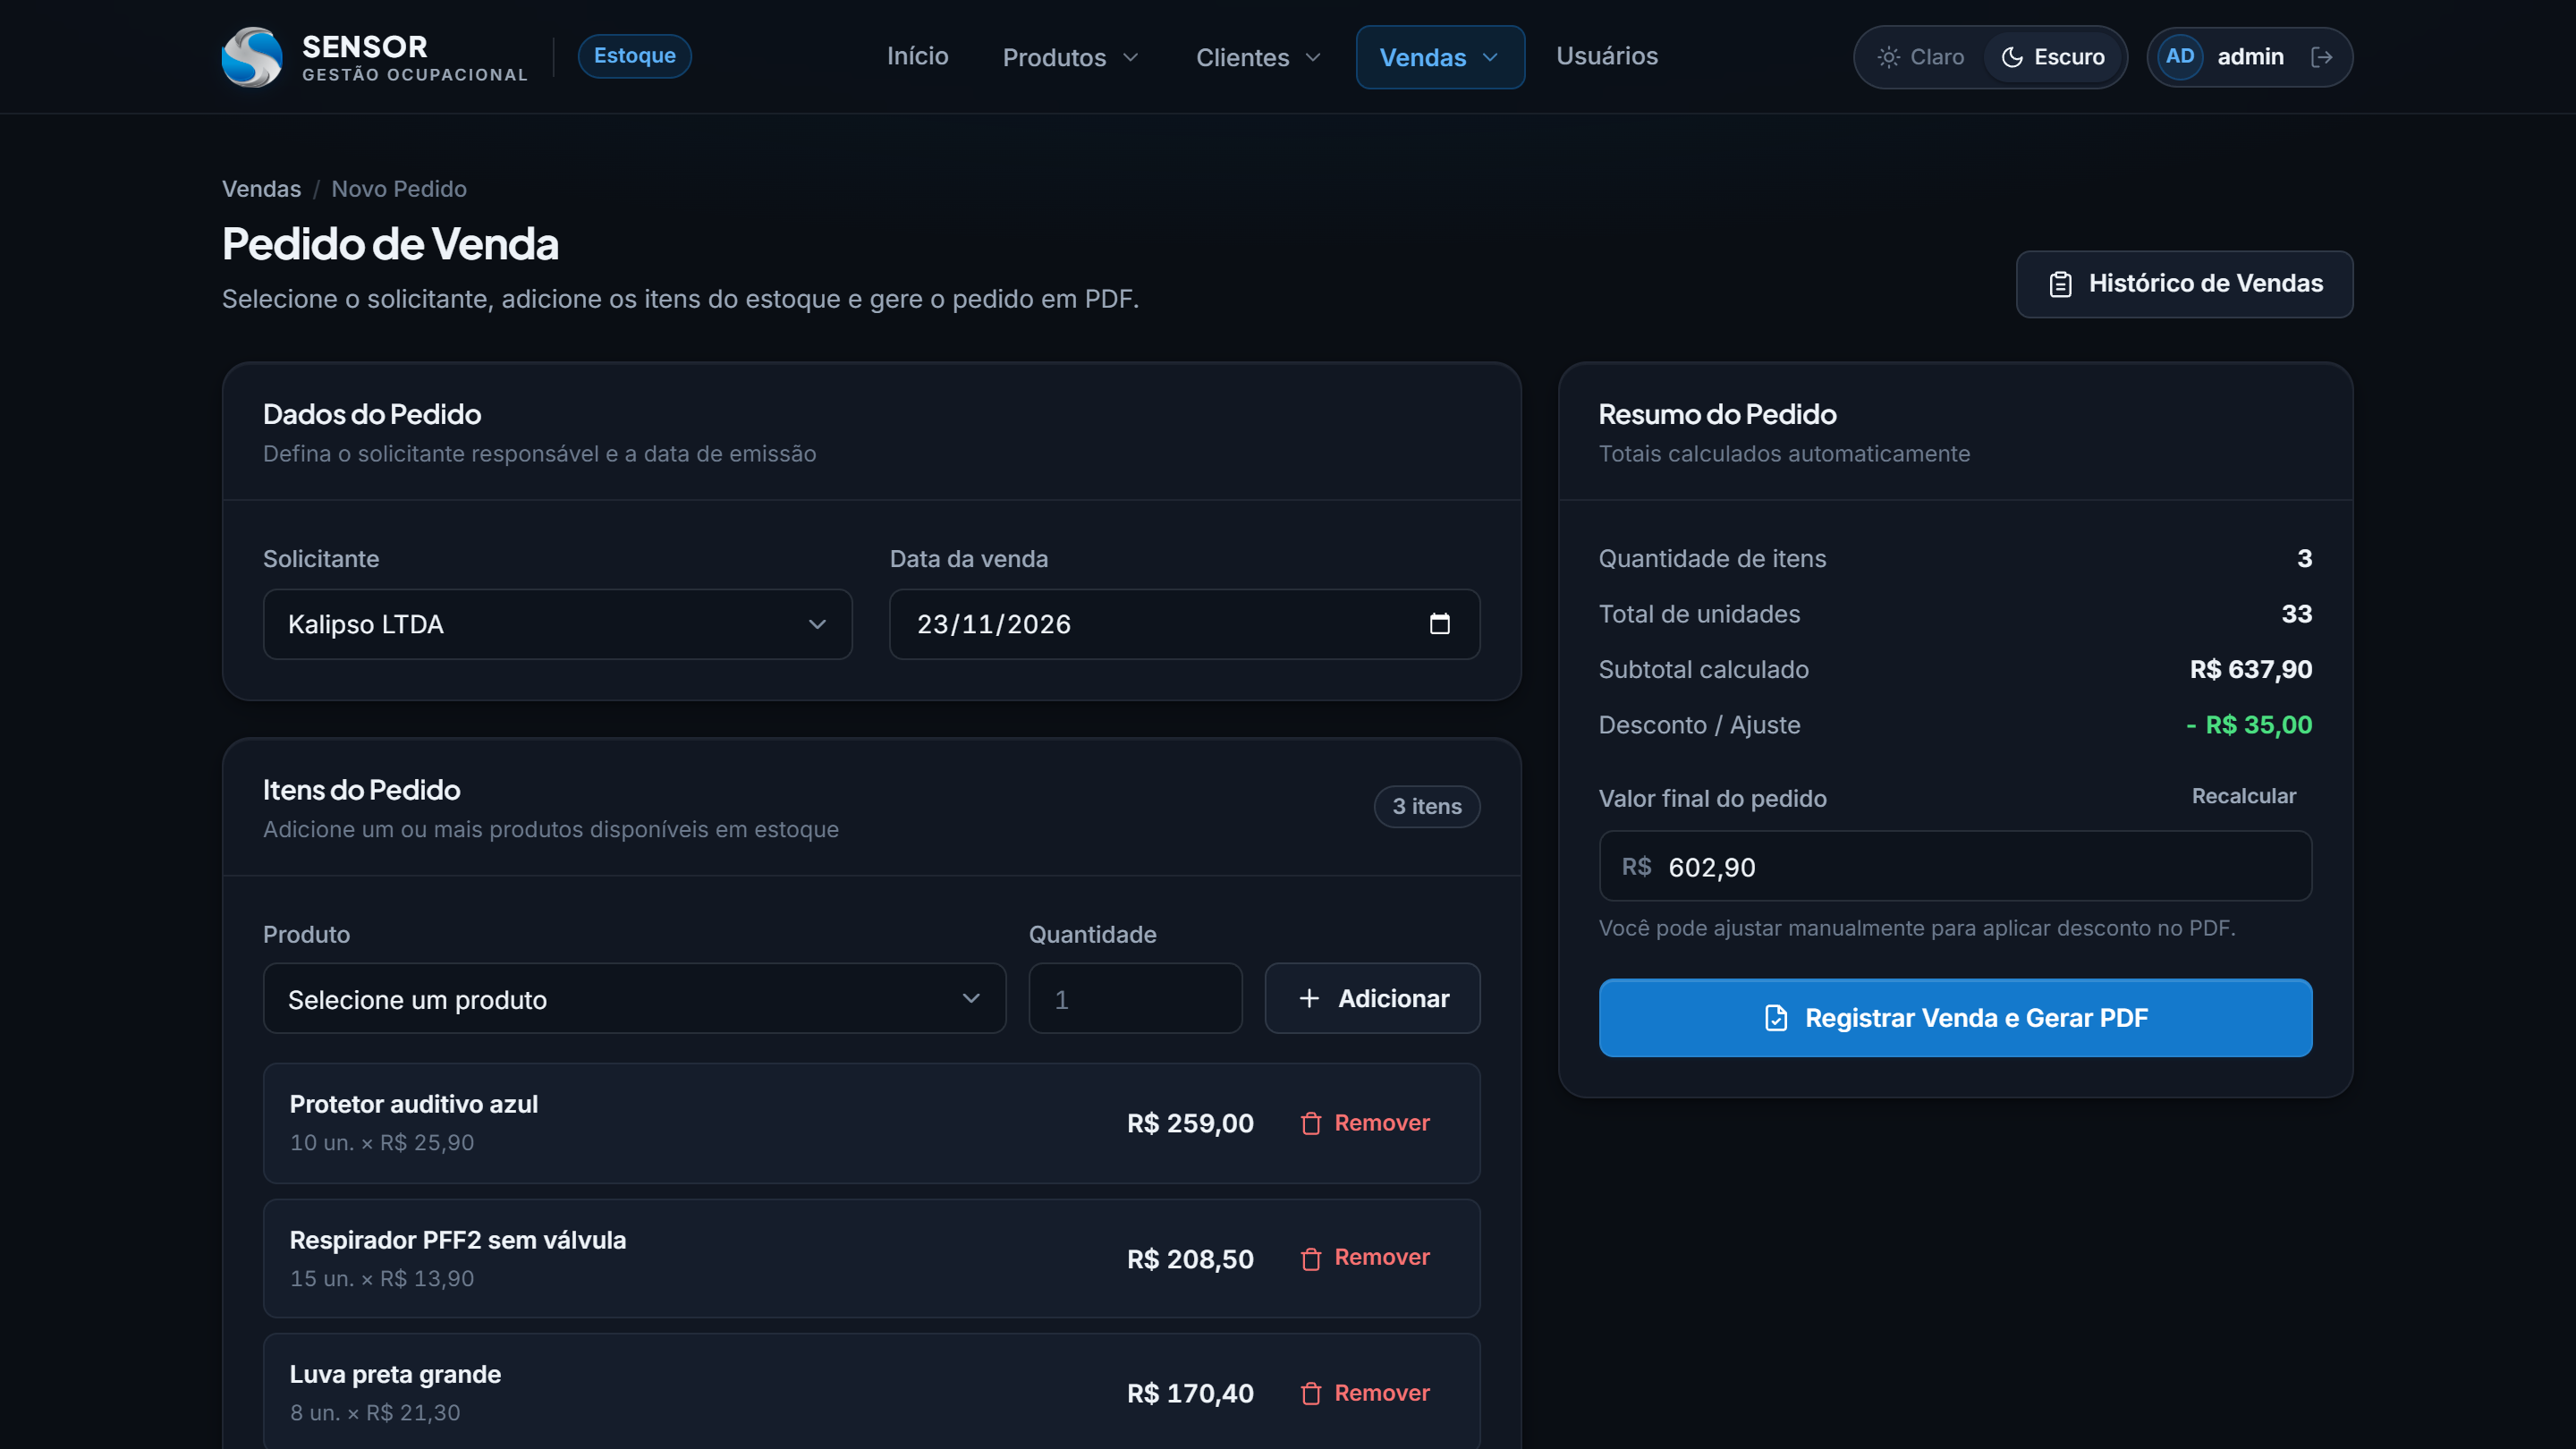 SENSOR
GESTÃO OCUPACIONAL
Estoque
Início
Produtos
Clientes
Vendas
Usuários
Claro
Escuro
AD
admin
Vendas / Novo Pedido
Pedido de Venda
Selecione o solicitante, adicione os itens do estoque e gere o pedido em PDF.
Histórico de Vendas
Dados do Pedido
Defina o solicitante responsável e a data de emissão
Solicitante
Data da venda
Kalipso LTDA
23/11/2026
Itens do Pedido
Adicione um ou mais produtos disponíveis em estoque
3 itens
Produto
Quantidade
Selecione um produto
1
Adicionar
Protetor auditivo azul
10 un. × R$ 25,90
R$ 259,00
Remover
Respirador PFF2 sem válvula
15 un. × R$ 13,90
R$ 208,50
Remover
Luva preta grande
8 un. × R$ 21,30
R$ 170,40
Remover
Resumo do Pedido
Totais calculados automaticamente
Quantidade de itens 3
Total de unidades 33
Subtotal calculado R$ 637,90
Desconto / Ajuste - R$ 35,00
Valor final do pedido
Recalcular
R$ 602,90
Você pode ajustar manualmente para aplicar desconto no PDF.
Registrar Venda e Gerar PDF